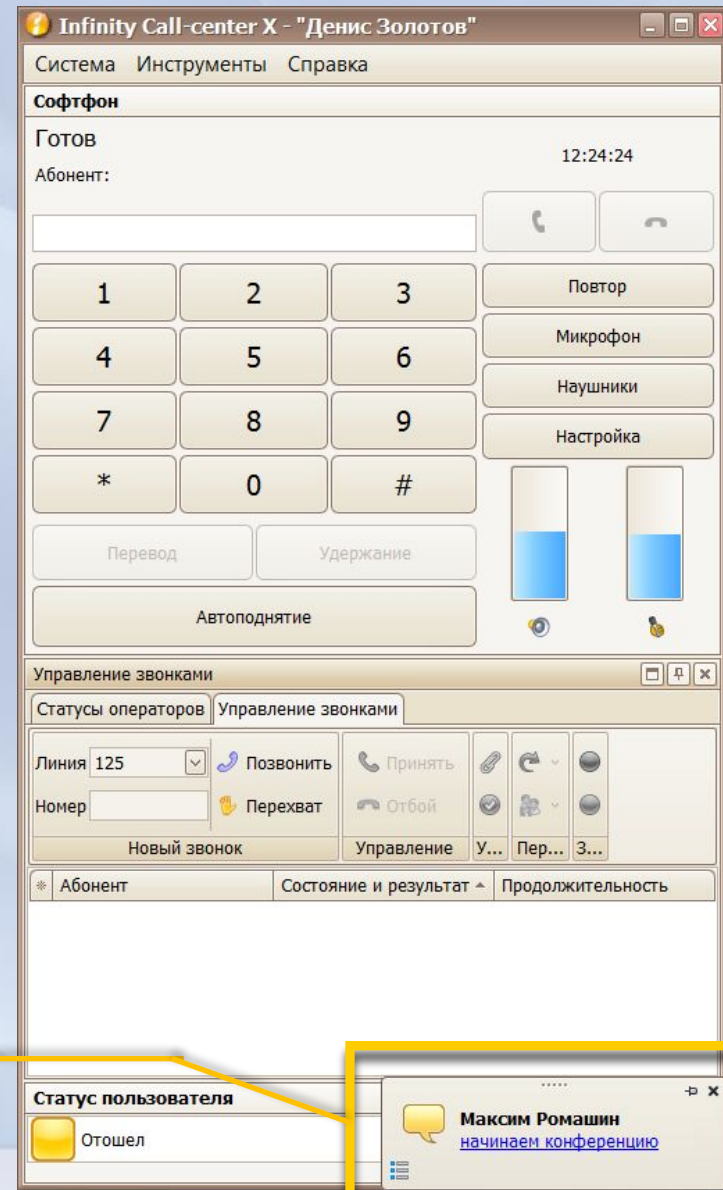 Infinity Call-center X - "Денис Золотов"
Система Инструменты Справка
Софтфон
Готов
12:24:24
Абонент:
1 2 3
Повтор
Микрофон
4 5 6
Наушники
7 8 9
Настройка
* 0 #
Перевод Удержание
Автоподнятие
Управление звонками
Статусы операторов Управление звонками
Линия 125 Позвонить Принять
Номер Перехват Отбой
Новый звонок Управление У... Пер... З...
Абонент Состояние и результат Продолжительность
Статус пользователя
Отошел
Максим Ромашин
начинаем конференцию